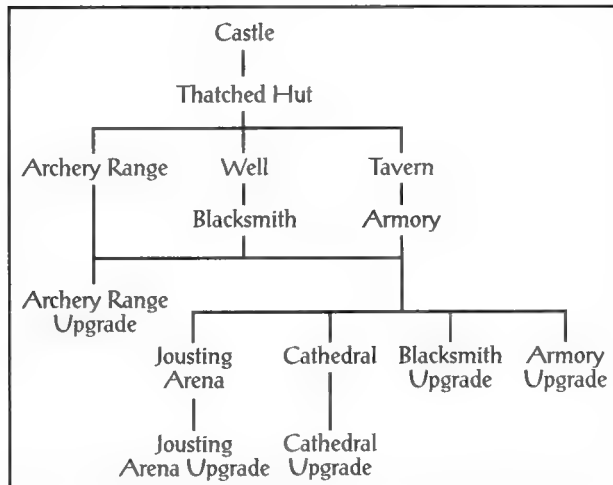 Castle
Thatched Hut
Archery Range Well Tavern
Blacksmith Armory
Archery Range
Upgrade
Jousting
Arena
Cathedral
Blacksmith
Upgrade
Armory
Upgrade
Jousting
Arena Upgrade
Cathedral
Upgrade